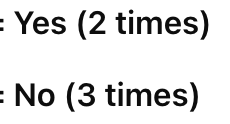 = Yes (2 times)
= No (3 times)